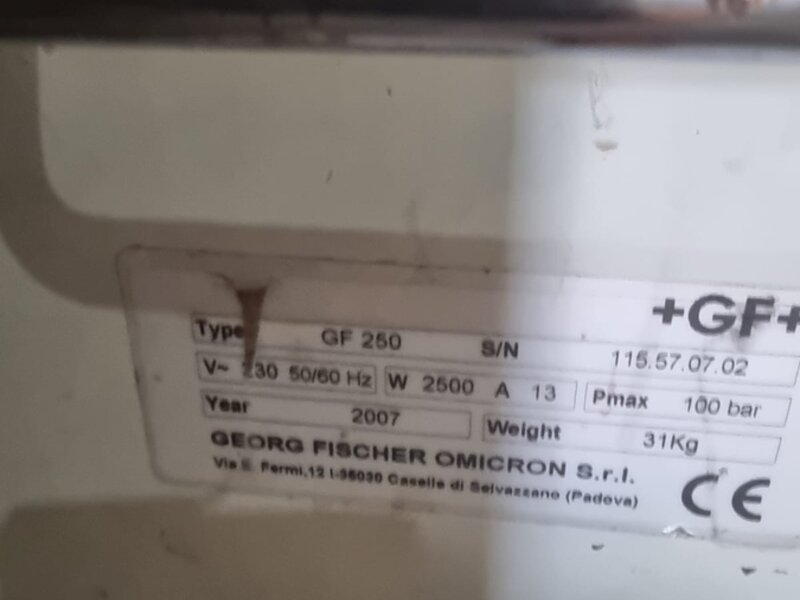 +GF+
Type GF 250 S/N 115.57.07.02
V~ 230 50/60 Hz W 2500 A 13 Pmax 100 bar
Year 2007 Weight 31Kg
GEORG FISCHER OMICRON S.r.l.
Via E. Fermi,12 I-35030 Caselle di Selvazzano (Padova)
CE